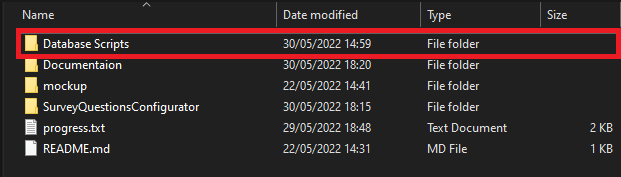 Name Date modified Type Size
Database Scripts 30/05/2022 14:59 File folder
Documentaion 30/05/2022 18:20 File folder
mockup 22/05/2022 14:41 File folder
SurveyQuestionsConfigurator 30/05/2022 18:15 File folder
progress.txt 29/05/2022 18:48 Text Document 2 KB
README.md 22/05/2022 14:31 MD File 1 KB